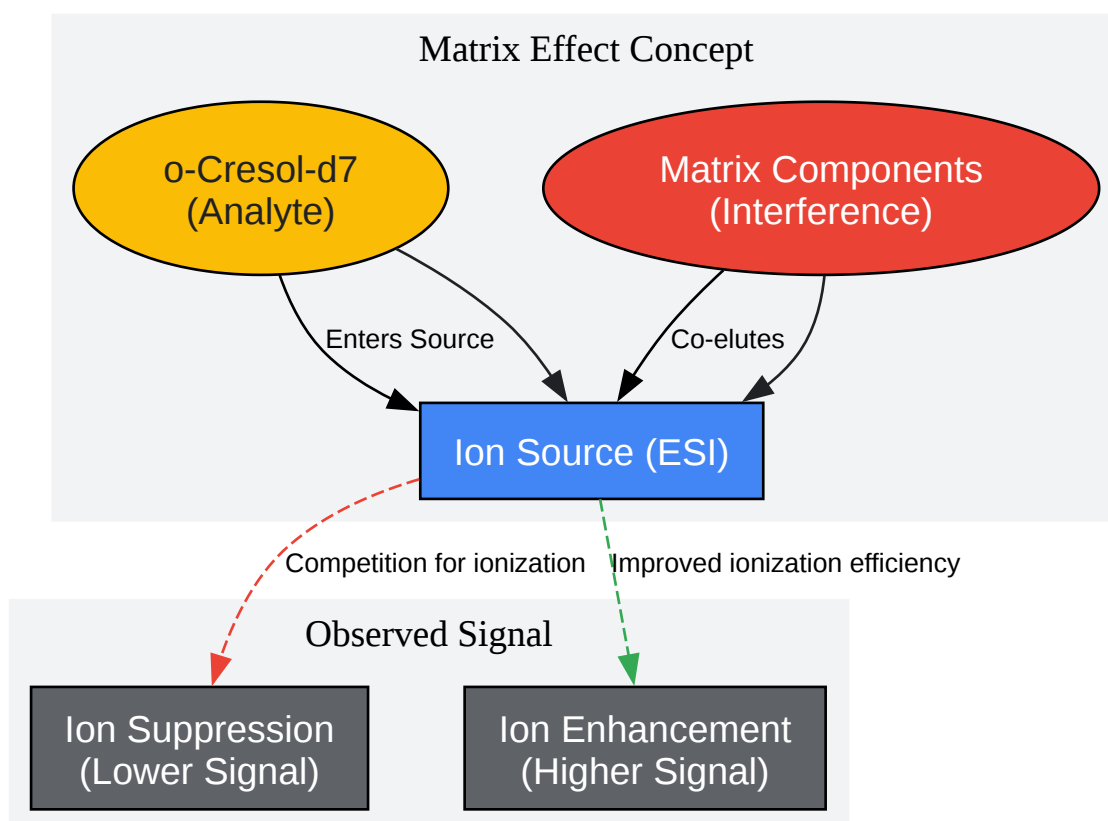 Matrix Effect Concept
o-Cresol-d7
(Analyte)
Matrix Components
(Interference)
Enters Source
Co-elutes
Ion Source (ESI)
Competition for ionization
Improved ionization efficiency
Observed Signal
Ion Suppression
(Lower Signal)
Ion Enhancement
(Higher Signal)